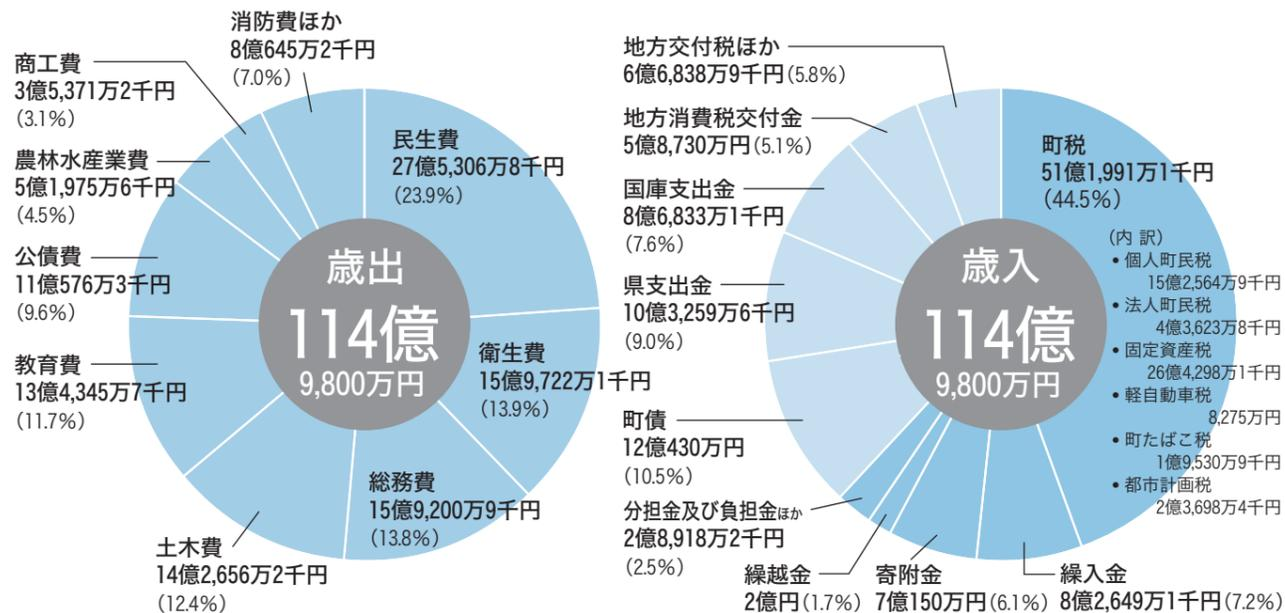 消防費ほか
8億645万2千円
(7.0%)
商工費
3億5,371万2千円
(3.1%)
農林水産業費
5億1,975万6千円
(4.5%)
公債費
11億576万3千円
(9.6%)
教育費
13億4,345万7千円
(11.7%)
土木費
14億2,656万2千円
(12.4%)
総務費
15億9,200万9千円
(13.8%)
衛生費
15億9,722万1千円
(13.9%)
民生費
27億5,306万8千円
(23.9%)
歳出
114億
9,800万円
地方交付税ほか
6億6,838万9千円(5.8%)
地方消費税交付金
5億8,730万円(5.1%)
国庫支出金
8億6,833万1千円
(7.6%)
県支出金
10億3,259万6千円
(9.0%)
町債
12億430万円
(10.5%)
分担金及び負担金ほか
2億8,918万2千円
(2.5%)
繰越金
2億円(1.7%)
寄附金
7億150万円(6.1%)
繰入金
8億2,649万1千円(7.2%)
歳入
114億
9,800万円
町税
51億1,991万1千円
(44.5%)
(内 訳)
• 個人町民税
15億2,564万9千円
• 法人町民税
4億3,623万8千円
• 固定資産税
26億4,298万1千円
• 軽自動車税
8,275万円
• 町たばこ税
1億9,530万9千円
• 都市計画税
2億3,698万4千円